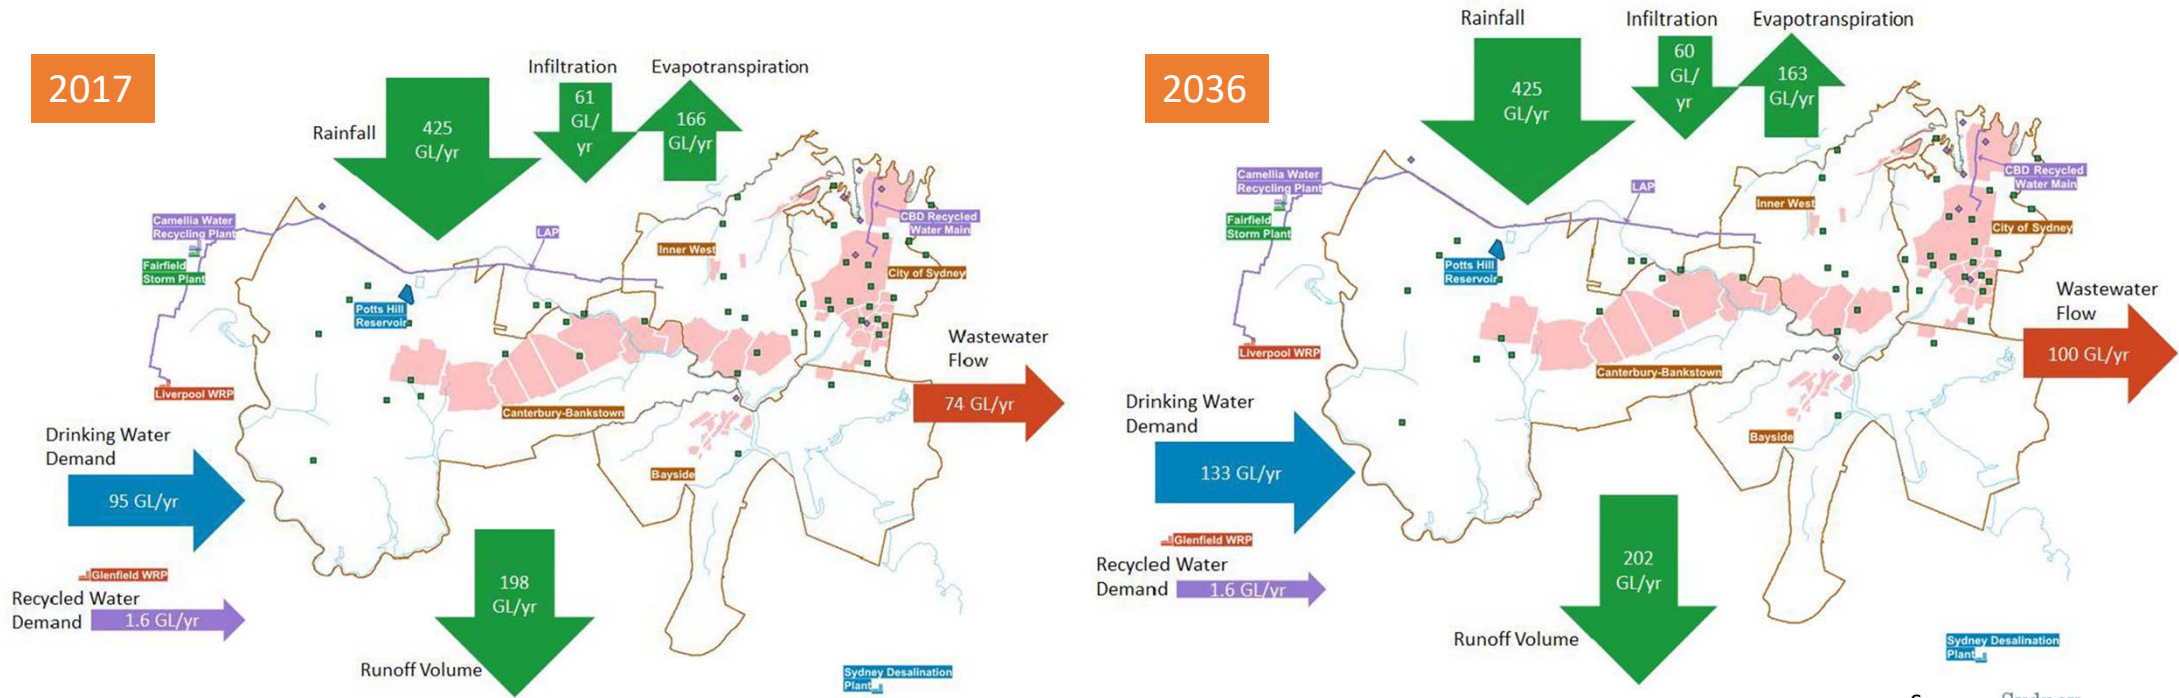 2017
Rainfall
425
GL/yr
Infiltration
61
GL/
yr
Evapotranspiration
166
GL/yr
Camellia Water
Recycling Plant
Fairfield
Storm Plant
LAP
Inner West
CBD Recycled
Water Main
City of Sydney
Potts Hill
Reservoir
Liverpool WRP
Canterbury-Bankstown
Bayside
Wastewater
Flow
74 GL/yr
Drinking Water
Demand
95 GL/yr
Glenfield WRP
Recycled Water
Demand
1.6 GL/yr
198
GL/yr
Runoff Volume
Sydney Desalination
Plant
2036
Rainfall
425
GL/yr
Infiltration
60
GL/
yr
Evapotranspiration
163
GL/yr
Camellia Water
Recycling Plant
Fairfield
Storm Plant
LAP
Inner West
CBD Recycled
Water Main
City of Sydney
Potts Hill
Reservoir
Liverpool WRP
Canterbury-Bankstown
Bayside
Wastewater
Flow
100 GL/yr
Drinking Water
Demand
133 GL/yr
Glenfield WRP
Recycled Water
Demand
1.6 GL/yr
202
GL/yr
Runoff Volume
Sydney Desalination
Plant